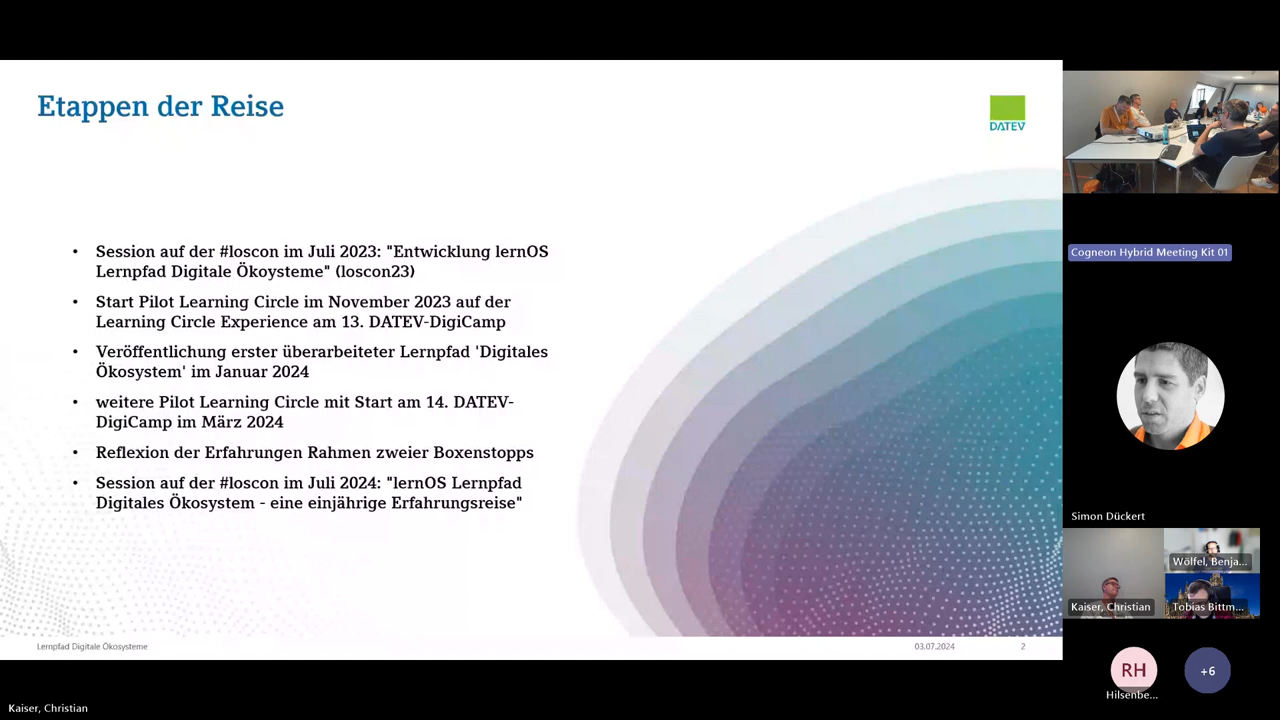 Etappen der Reise
DATEV
• Session auf der #loscon im Juli 2023: "Entwicklung lernOS
Lernpfad Digitale Ökoysteme" (loscon23)
• Start Pilot Learning Circle im November 2023 auf der
Learning Circle Experience am 13. DATEV-DigiCamp
• Veröffentlichung erster überarbeiteter Lernpfad 'Digitales
Ökosystem' im Januar 2024
• weitere Pilot Learning Circle mit Start am 14. DATEV-
DigiCamp im März 2024
• Reflexion der Erfahrungen Rahmen zweier Boxenstopps
• Session auf der #loscon im Juli 2024: "lernOS Lernpfad
Digitales Ökosystem - eine einjährige Erfahrungsreise"
Lernpfad Digitale Ökosysteme
03.07.2024
2
Kaiser, Christian
Cogneon Hybrid Meeting Kit 01
Simon Dückert
Wölfel, Benja...
Kaiser, Christian
Tobias Bittm...
RH
Hilsenbe...
+6